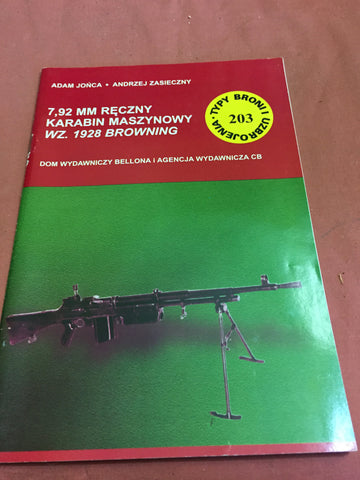 ADAM JOŃCA • ANDRZEJ ZASIECZNY
7,92 MM RĘCZNY
KARABIN MASZYNOWY
WZ. 1928 BROWNING
TYPY BRONI I UZBROJENIA •
203
DOM WYDAWNICZY BELLONA i AGENCJA WYDAWNICZA CB